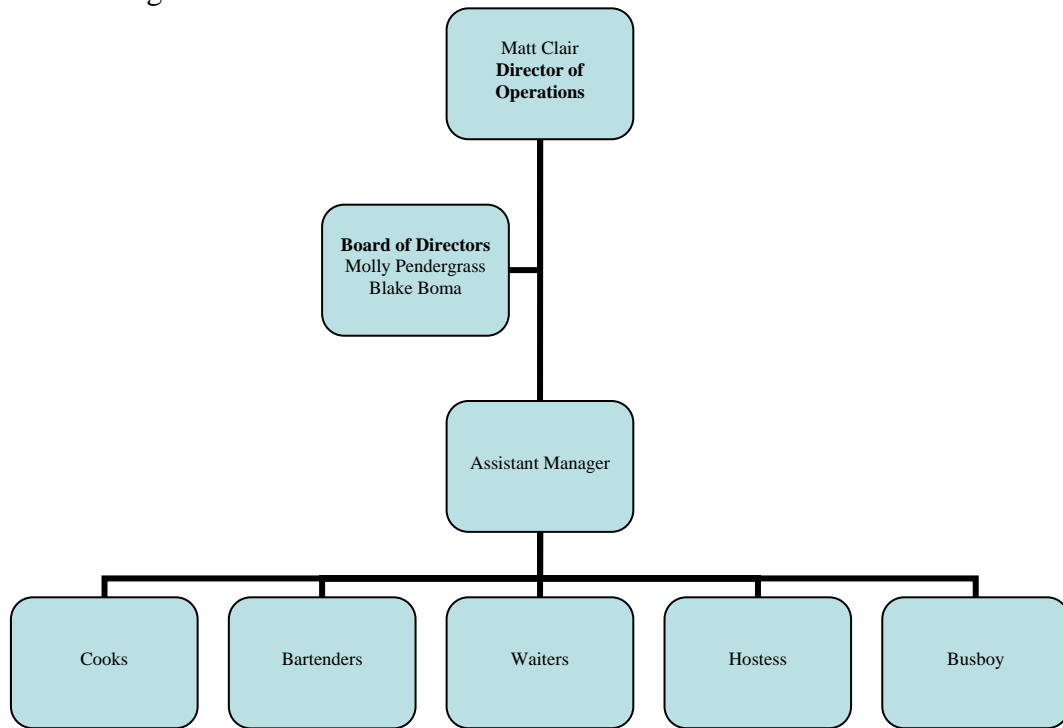 Matt Clair
Director of
Operations
Board of Directors
Molly Pendergrass
Blake Boma
Assistant Manager
Cooks
Bartenders
Waiters
Hostess
Busboy